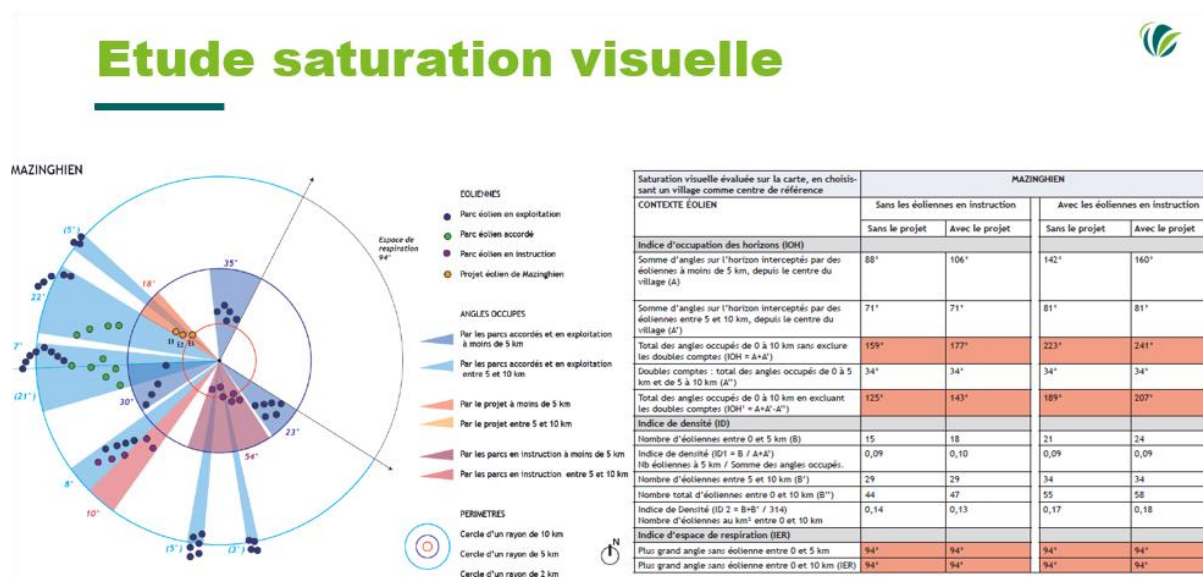 Etude saturation visuelle
MAZINGHIEN
(5°)
35°
Espace de
respiration
94°
18°
22°
E3 E2 E1
7°
(21°)
30°
23°
54°
8°
10°
(5°)
(3°)
EOLIENNES
Parc éolien en exploitation
Parc éolien accordé
Parc éolien en instruction
Projet éolien de Mazinghien
ANGLES OCCUPES
Par les parcs accordés et en exploitation
à moins de 5 km
Par les parcs accordés et en exploitation
entre 5 et 10 km
Par le projet à moins de 5 km
Par le projet entre 5 et 10 km
Par les parcs en instruction à moins de 5 km
Par les parcs en instruction entre 5 et 10 km
PERIMETRES
Cercle d'un rayon de 10 km
Cercle d'un rayon de 5 km
Cercle d'un rayon de 2 km
N
Saturation visuelle évaluée sur la carte, en choisis-
sant un village comme centre de référence
MAZINGHIEN
CONTEXTE ÉOLIEN Sans les éoliennes en instruction Avec les éoliennes en instruction
Sans le projet Avec le projet Sans le projet Avec le projet
Indice d'occupation des horizons (IOH)
Somme d'angles sur l'horizon interceptés par des 88° 106° 142° 160°
éoliennes à moins de 5 km, depuis le centre du
village (A)
Somme d'angles sur l'horizon interceptés par des 71° 71° 81° 81°
éoliennes entre 5 et 10 km, depuis le centre du
village (A')
Total des angles occupés de 0 à 10 km sans exclure 159° 177° 223° 241°
les doubles comptes (IOH = A+A')
Doubles comptes : total des angles occupés de 0 à 5 34° 34° 34° 34°
km et de 5 à 10 km (A'')
Total des angles occupés de 0 à 10 km en excluant 125° 143° 189° 207°
les doubles comptes (IOH' = A+A'-A'')
Indice de densité (ID)
Nombre d'éoliennes entre 0 et 5 km (B) 15 18 21 24
Indice de densité (ID1 = B / A+A') 0,09 0,10 0,09 0,09
Nb éoliennes à 5 km / Somme des angles occupés.
Nombre d'éoliennes entre 5 et 10 km (B') 29 29 34 34
Nombre total d'éoliennes entre 0 et 10 km (B'') 44 47 55 58
Indice de Densité (ID 2 = B+B' / 314) 0,14 0,13 0,17 0,18
Nombre d'éoliennes au km² entre 0 et 10 km
Indice d'espace de respiration (IER)
Plus grand angle sans éolienne entre 0 et 5 km 94° 94° 94° 94°
Plus grand angle sans éolienne entre 0 et 10 km (IER) 94° 94° 94° 94°